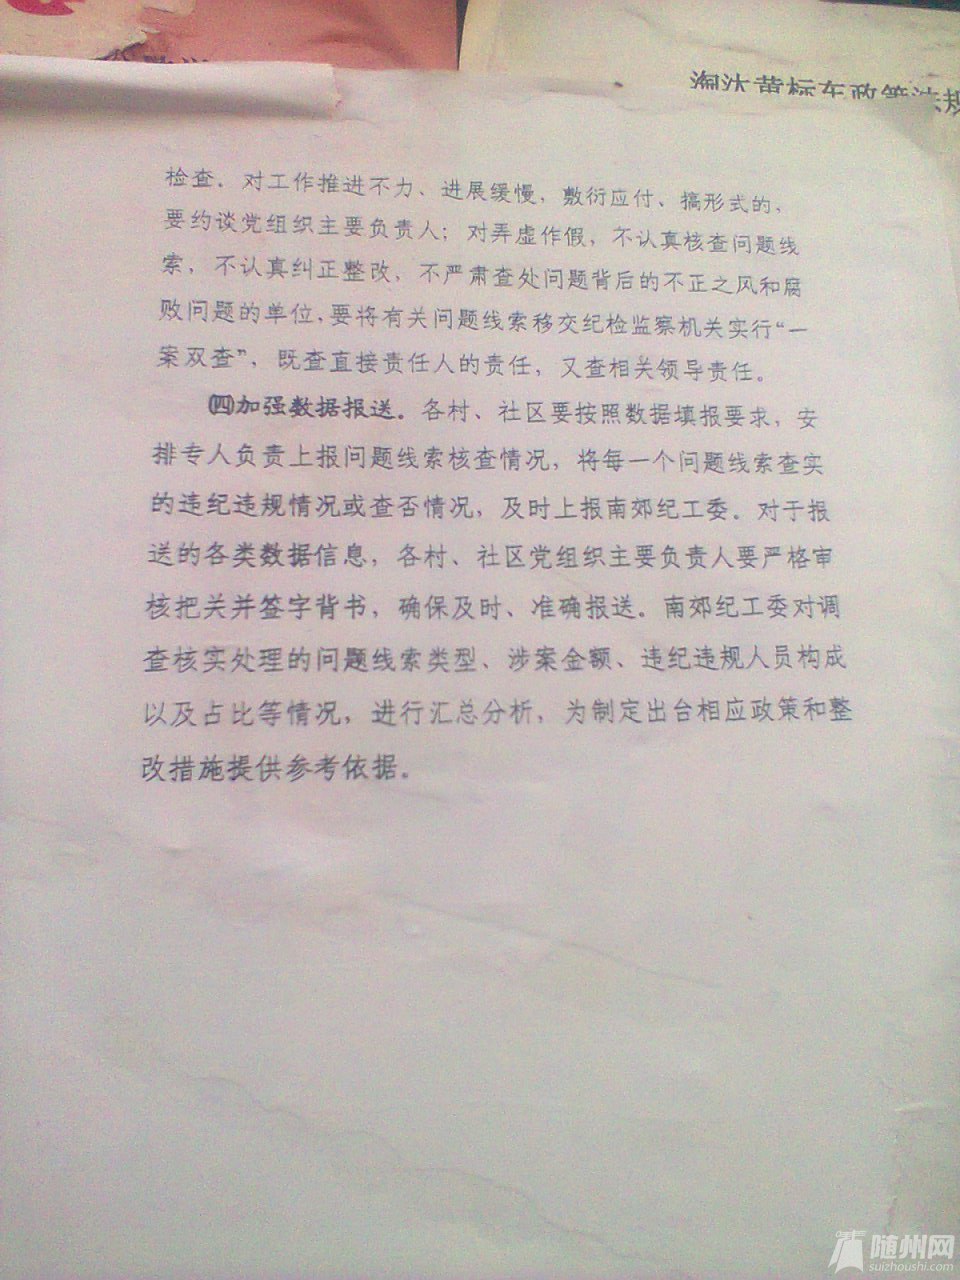 淘汰黄标车政策法规
检查。对工作推进不力、进展缓慢，敷衍应付、搞形式的，
要约谈党组织主要负责人；对弄虚作假，不认真核查问题线
索，不认真纠正整改，不严肃查处问题背后的不正之风和腐
败问题的单位，要将有关问题线索移交纪检监察机关实行“一
案双查”，既查直接责任人的责任，又查相关领导责任。
㈣加强数据报送。各村、社区要按照数据填报要求，安
排专人负责上报问题线索核查情况，将每一个问题线索查实
的违纪违规情况或查否情况，及时上报南郊纪工委。对于报
送的各类数据信息，各村、社区党组织主要负责人要严格审
核把关并签字背书，确保及时、准确报送。南郊纪工委对调
查核实处理的问题线索类型、涉案金额、违纪违规人员构成
以及占比等情况，进行汇总分析，为制定出台相应政策和整
改措施提供参考依据。
随州网
suizhoushi.com